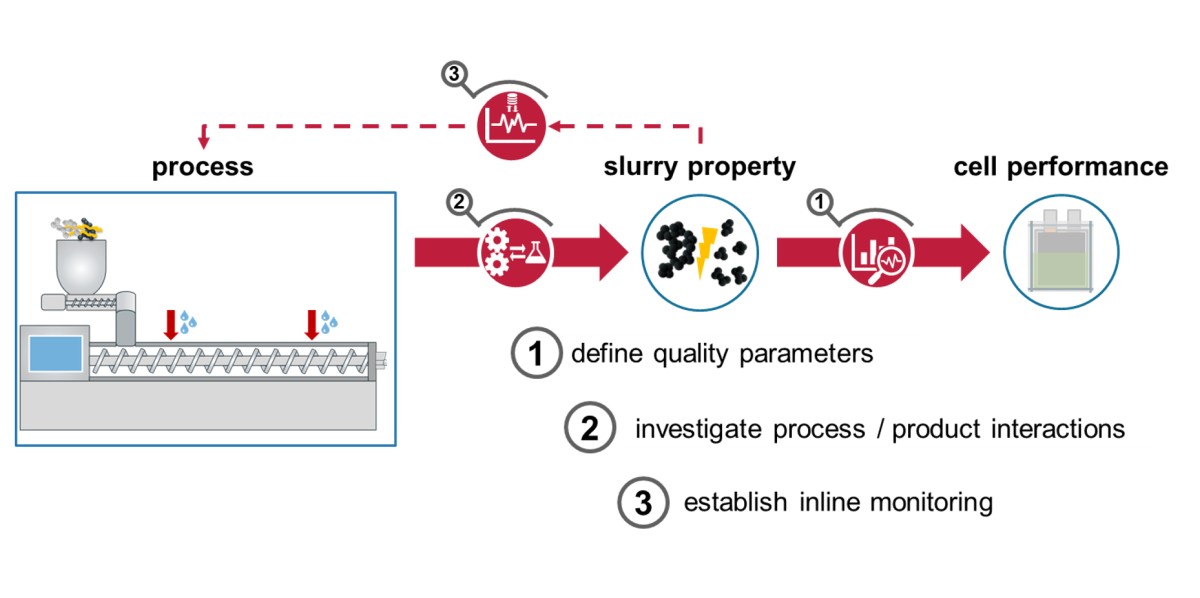 3
process
slurry property
cell performance
2
1
1 define quality parameters
2 investigate process / product interactions
3 establish inline monitoring